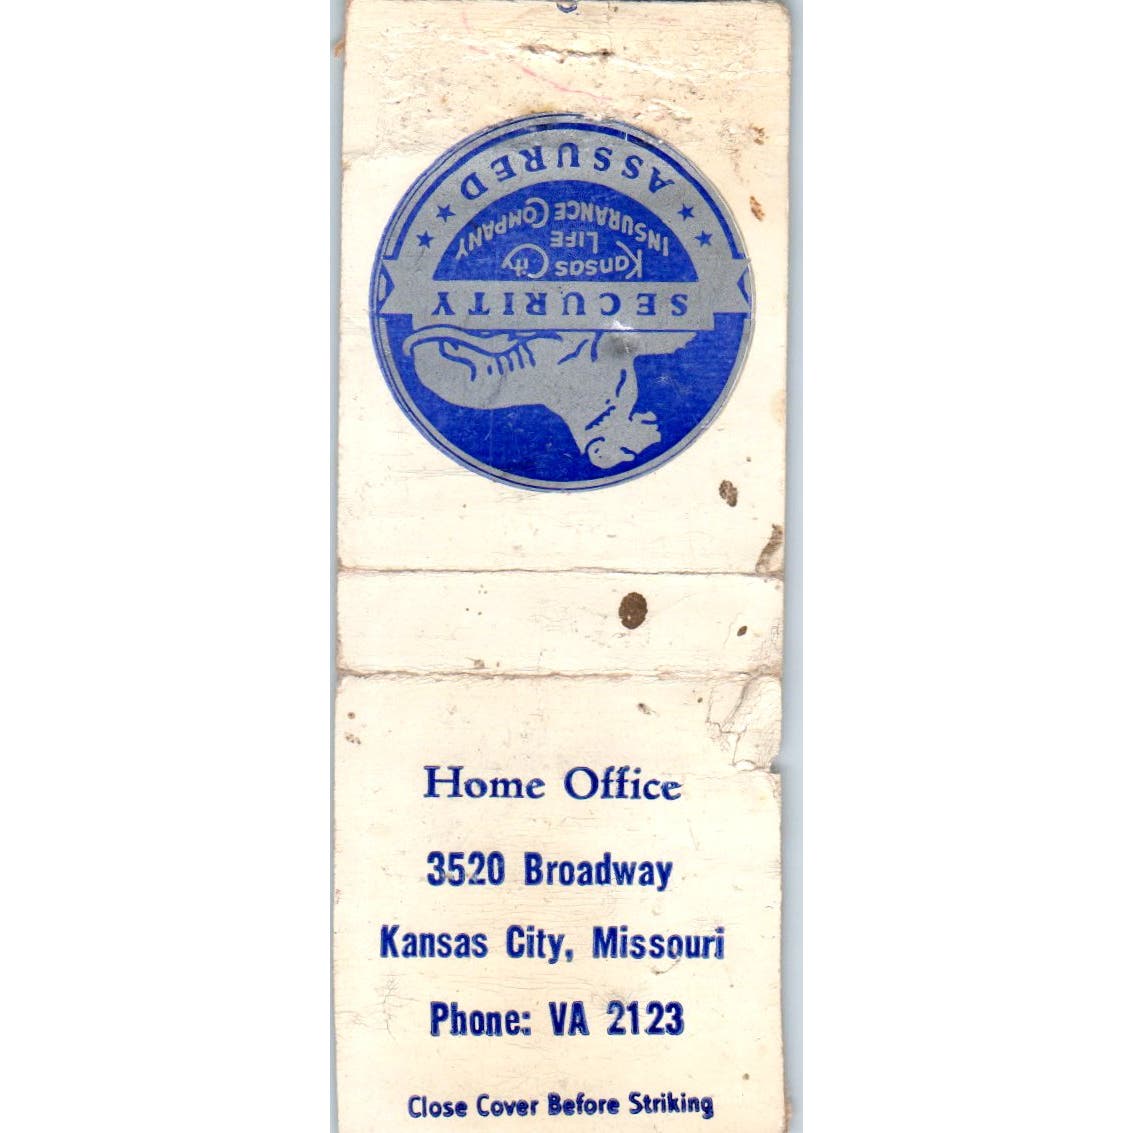 SECURITY
Kansas City
LIFE
INSURANCE COMPANY
ASSURED
Home Office
3520 Broadway
Kansas City, Missouri
Phone: VA 2123
Close Cover Before Striking